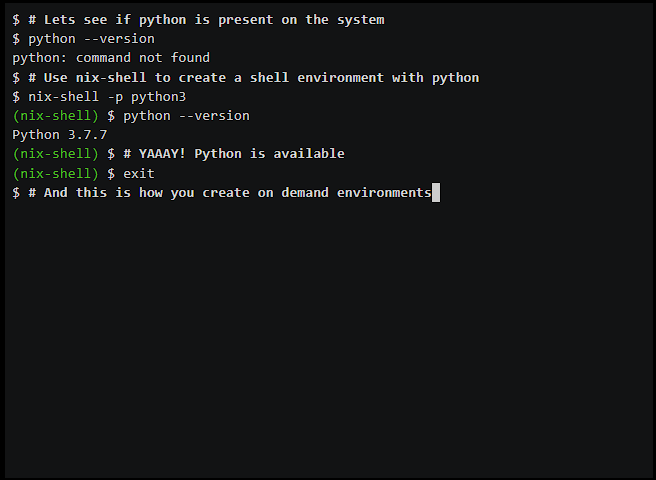 $ # Lets see if python is present on the system
$ python --version
python: command not found
$ # Use nix-shell to create a shell environment with python
$ nix-shell -p python3
(nix-shell) $ python --version
Python 3.7.7
(nix-shell) $ # YAAAY! Python is available
(nix-shell) $ exit
$ # And this is how you create on demand environments